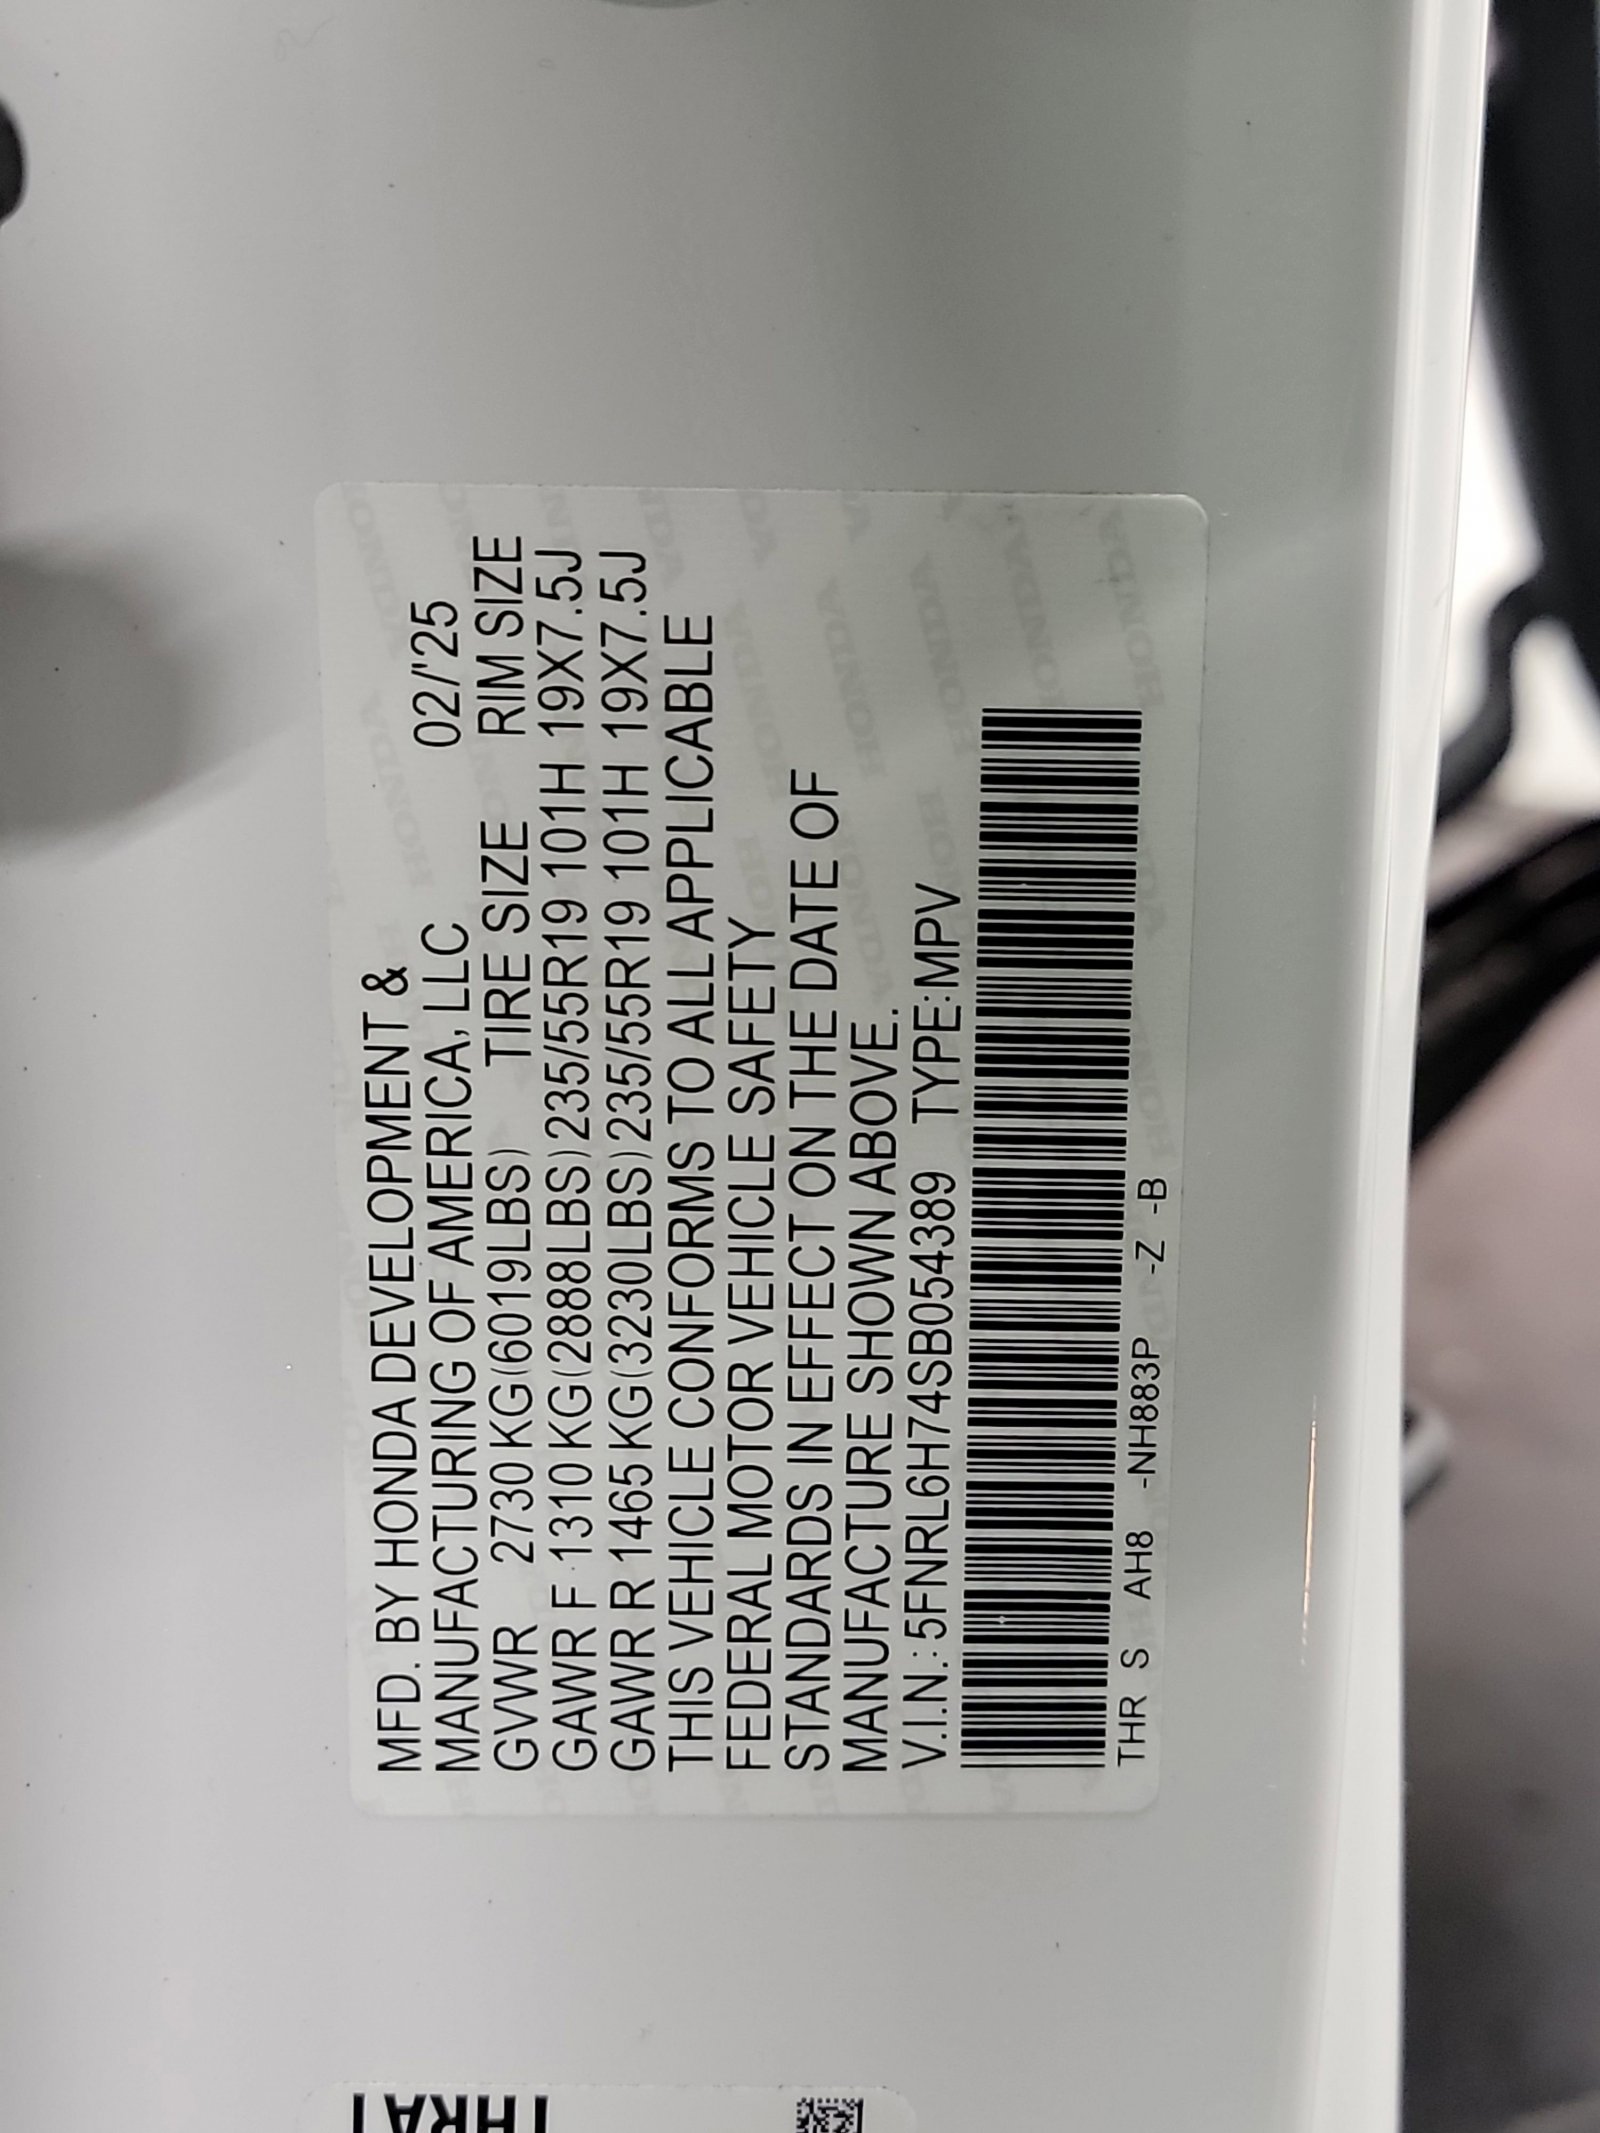 MFD. BY HONDA DEVELOPMENT &
MANUFACTURING OF AMERICA, LLC 02/'25
GVWR 2730 KG(6019LBS) TIRE SIZE RIM SIZE
GAWR F 1310 KG(2888LBS) 235/55R19 101H 19X7.5J
GAWR R 1465 KG(3230LBS) 235/55R19 101H 19X7.5J
THIS VEHICLE CONFORMS TO ALL APPLICABLE
FEDERAL MOTOR VEHICLE SAFETY
STANDARDS IN EFFECT ON THE DATE OF
MANUFACTURE SHOWN ABOVE.
V.I.N.: 5FNRL6H74SB054389 TYPE:MPV
THR S AH8 -NH883P -Z -B